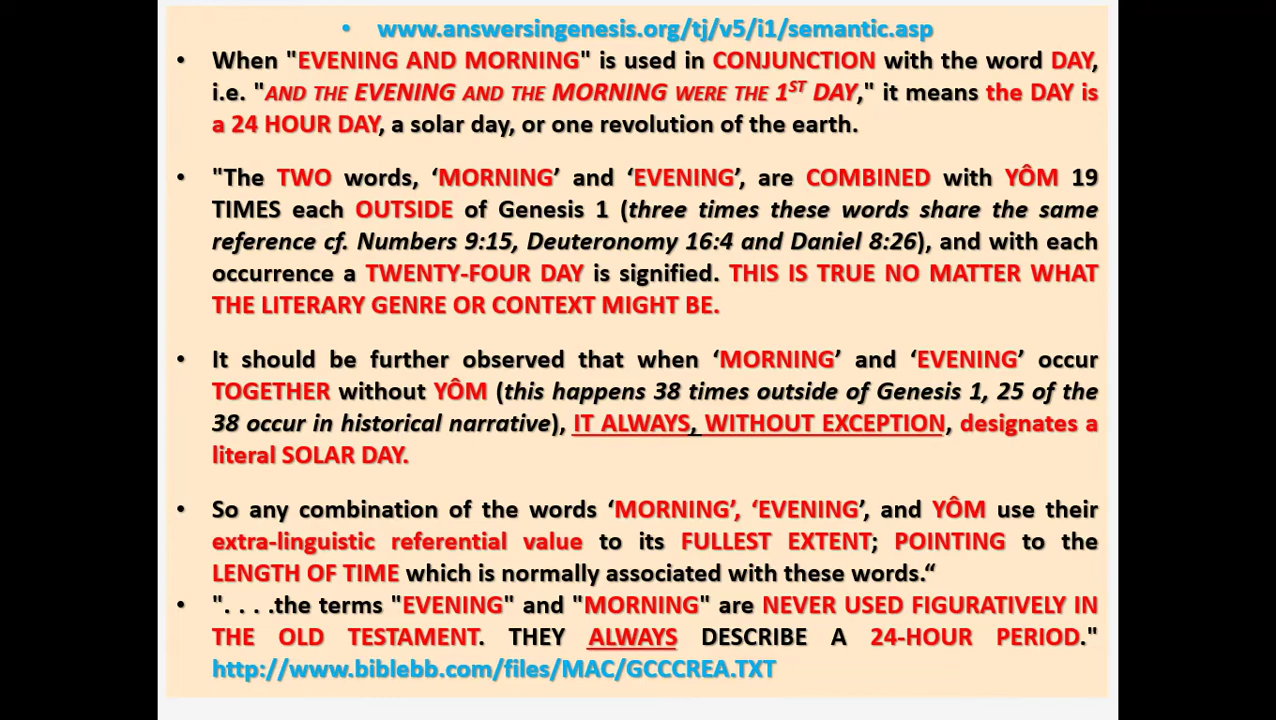 • www.answersingenesis.org/tj/v5/i1/semantic.asp
• When "EVENING AND MORNING" is used in CONJUNCTION with the word DAY,
i.e. "AND THE EVENING AND THE MORNING WERE THE 1ST DAY," it means the DAY is
a 24 HOUR DAY, a solar day, or one revolution of the earth.
• "The TWO words, ‘MORNING’ and ‘EVENING’, are COMBINED with YÔM 19
TIMES each OUTSIDE of Genesis 1 (three times these words share the same
reference cf. Numbers 9:15, Deuteronomy 16:4 and Daniel 8:26), and with each
occurrence a TWENTY-FOUR DAY is signified. THIS IS TRUE NO MATTER WHAT
THE LITERARY GENRE OR CONTEXT MIGHT BE.
• It should be further observed that when ‘MORNING’ and ‘EVENING’ occur
TOGETHER without YÔM (this happens 38 times outside of Genesis 1, 25 of the
38 occur in historical narrative), IT ALWAYS, WITHOUT EXCEPTION, designates a
literal SOLAR DAY.
• So any combination of the words ‘MORNING’, ‘EVENING’, and YÔM use their
extra-linguistic referential value to its FULLEST EXTENT; POINTING to the
LENGTH OF TIME which is normally associated with these words.“
• ". . . .the terms "EVENING" and "MORNING" are NEVER USED FIGURATIVELY IN
THE OLD TESTAMENT. THEY ALWAYS DESCRIBE A 24-HOUR PERIOD."
http://www.biblebb.com/files/MAC/GCCCREA.TXT